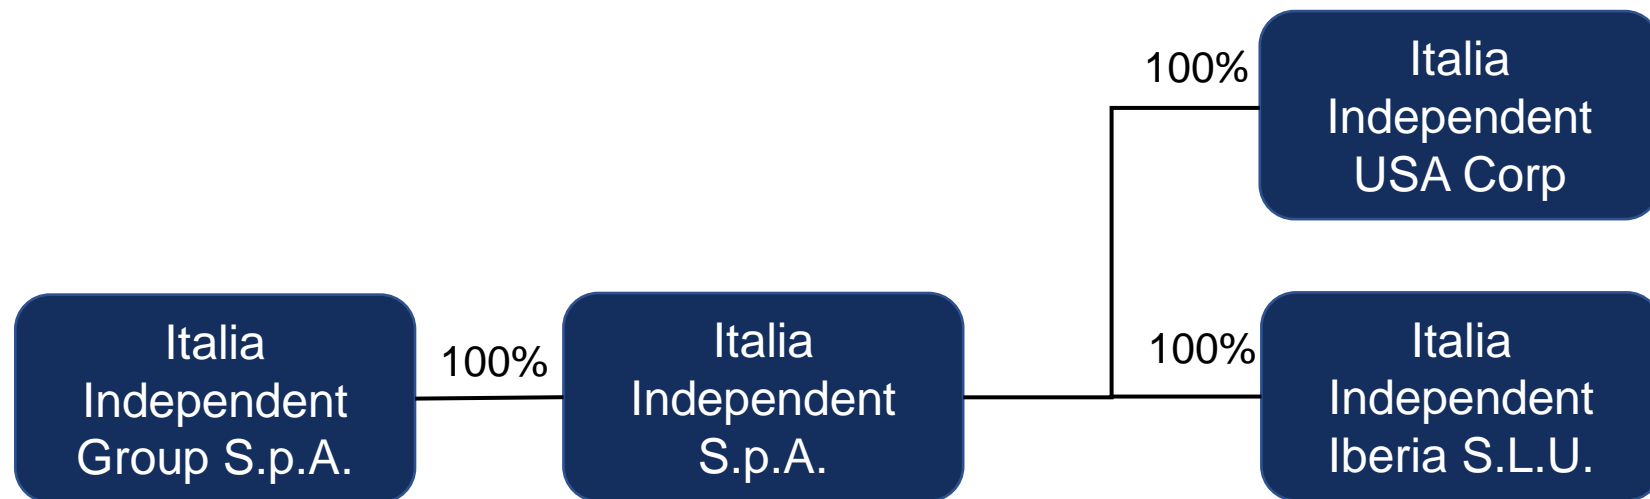 100%
Italia
Independent
USA Corp
Italia
Independent
Group S.p.A.
100%
Italia
Independent
S.p.A.
100%
Italia
Independent
Iberia S.L.U.